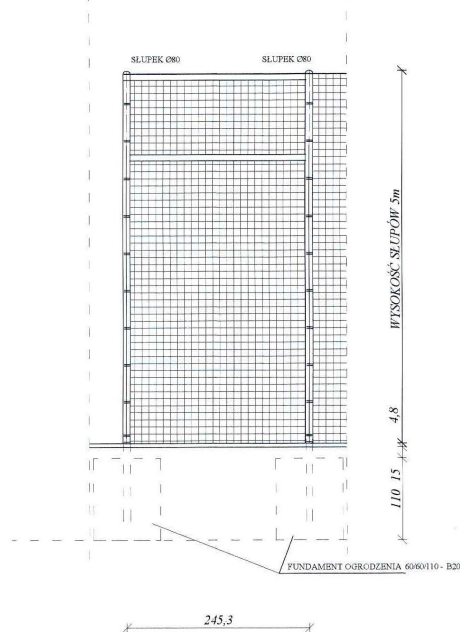 SŁUPEK Ø80
SŁUPEK Ø80
WYSOKOŚĆ SŁUPÓW 5m
4,8
110 15
FUNDAMENT OGRODZENIA 60/60/110 - B20
245,3